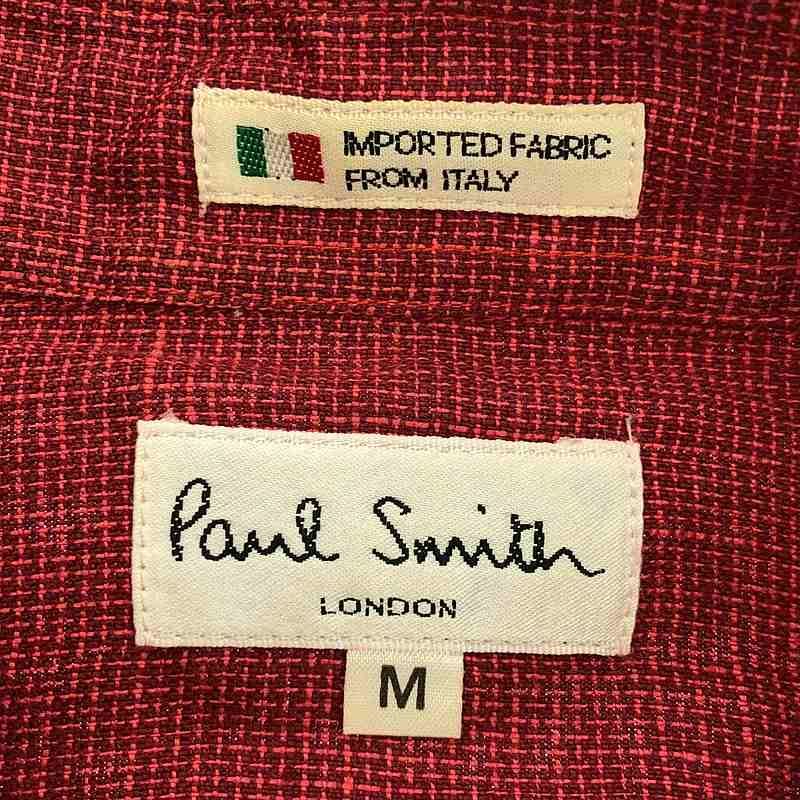 IMPORTED FABRIC
FROM ITALY
Paul Smith
LONDON
M